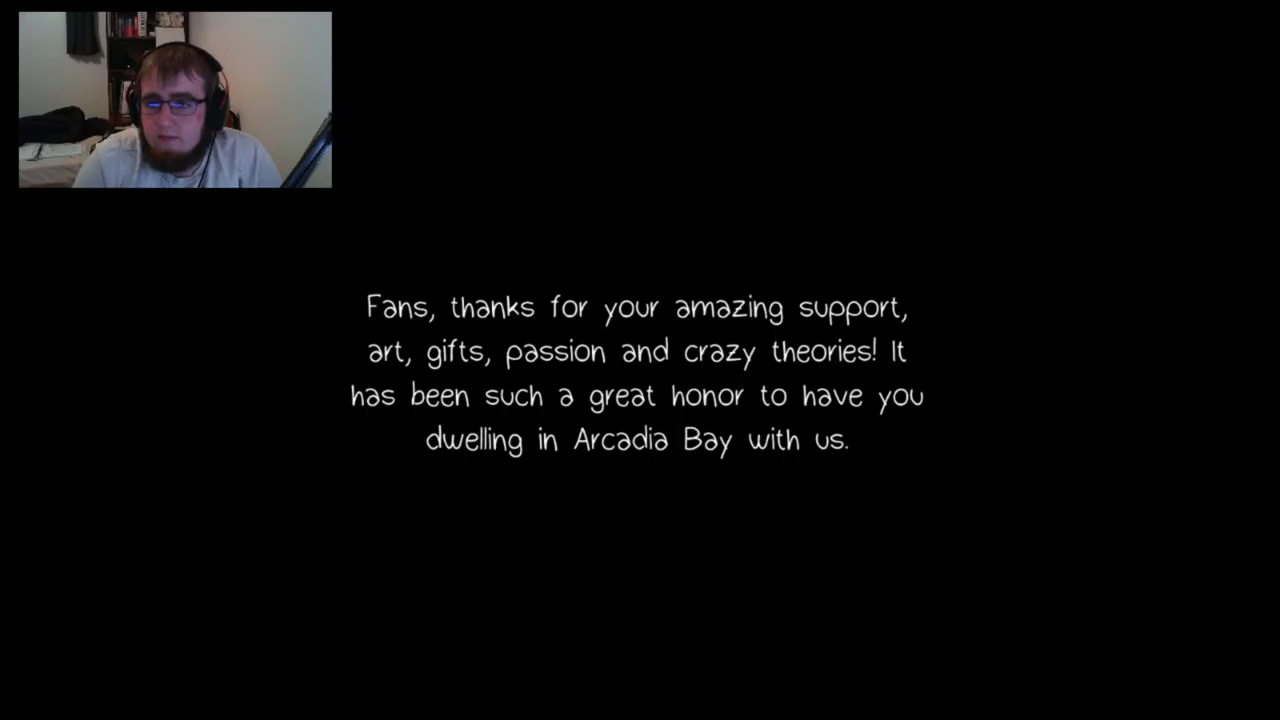 Fans, thanks for your amazing support,
art, gifts, passion and crazy theories! It
has been such a great honor to have you
dwelling in Arcadia Bay with us.